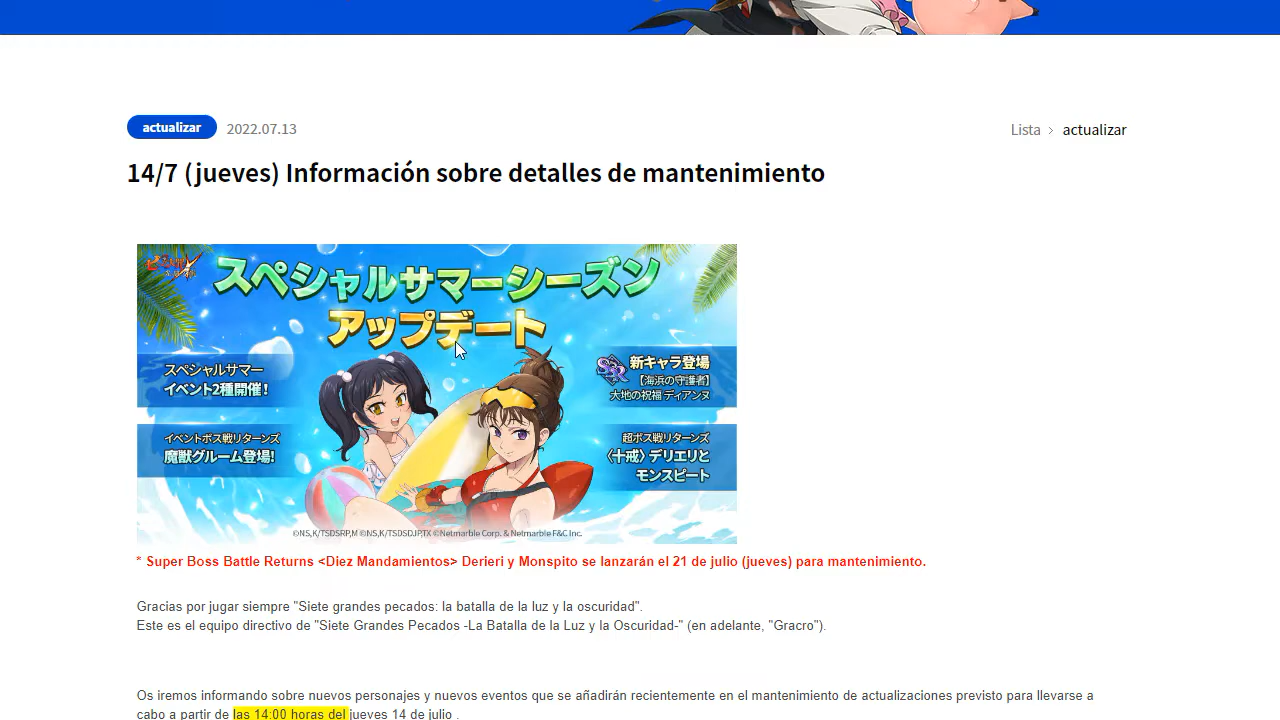 actualizar
2022.07.13
Lista > actualizar
14/7 (jueves) Información sobre detalles de mantenimiento
スペシャルサマーシーズン
アップデート
スペシャルサマー
イベント2種開催!
SSR
新キャラ登場
【海浜の守護者】
大地の祝福 ディアンヌ
イベントボス戦リターンズ
魔獣グルーム登場!
超ボス戦リターンズ
〈十戒〉デリエリと
モンスピート
©NS,K/TSDSRP,M ©NS,K/TSDSDJP,TX ©Netmarble Corp. & Netmarble F&C Inc.
* Super Boss Battle Returns <Diez Mandamientos> Derieri y Monspito se lanzarán el 21 de julio (jueves) para mantenimiento.
Gracias por jugar siempre "Siete grandes pecados: la batalla de la luz y la oscuridad".
Este es el equipo directivo de "Siete Grandes Pecados -La Batalla de la Luz y la Oscuridad-" (en adelante, "Gracro").
Os iremos informando sobre nuevos personajes y nuevos eventos que se añadirán recientemente en el mantenimiento de actualizaciones previsto para llevarse a
cabo a partir de las 14:00 horas del jueves 14 de julio .